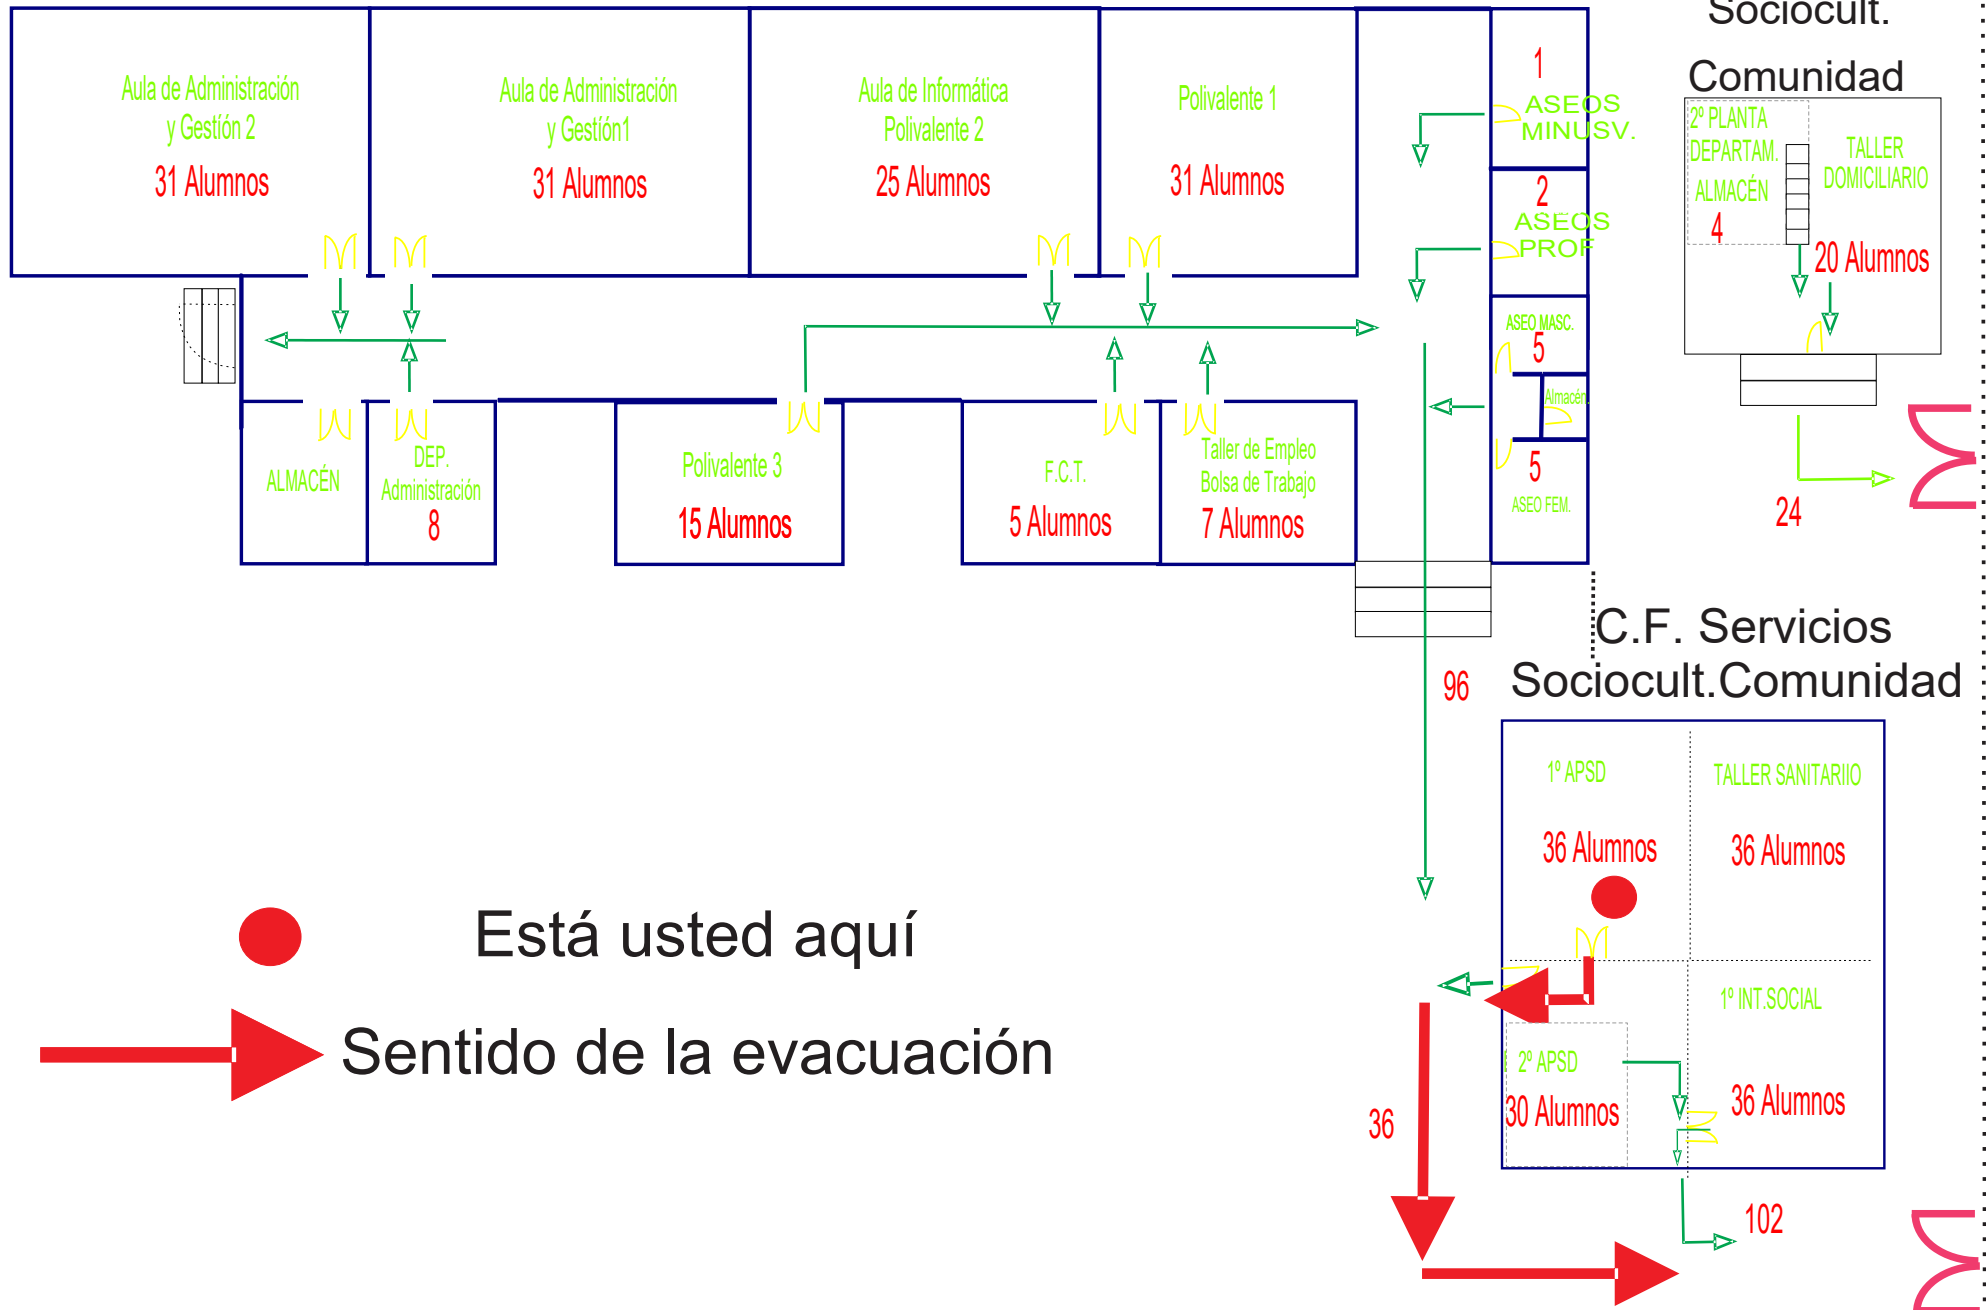 Aula de Administración
y Gestíón 2
31 Alumnos
Aula de Administración
y Gestíón1
31 Alumnos
Aula de Informática
Polivalente 2
25 Alumnos
Polivalente 1
31 Alumnos
1
ASEOS
MINUSV.
2
ASEOS
PROF
ASEO MASC.
5
Almacén.
5
ASEO FEM.
Sociocult.
Comunidad
2º PLANTA
DEPARTAM.
ALMACÉN
4
TALLER
DOMICILIARIO
20 Alumnos
24
ALMACÉN
DEP.
Administración
8
Polivalente 3
15 Alumnos
F.C.T.
5 Alumnos
Taller de Empleo
Bolsa de Trabajo
7 Alumnos
96
C.F. Servicios
Sociocult.Comunidad
1º APSD
36 Alumnos
TALLER SANITARIIO
36 Alumnos
1º INT.SOCIAL
36 Alumnos
2º APSD
30 Alumnos
36
102
Está usted aquí
Sentido de la evacuación